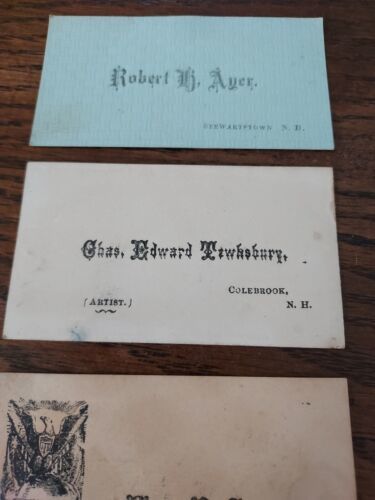 Robert H. Ayer.
STEWARTSTOWN N. H.
Chas. Edward Tewksbury,
COLEBROOK,
(ARTIST.) N. H.